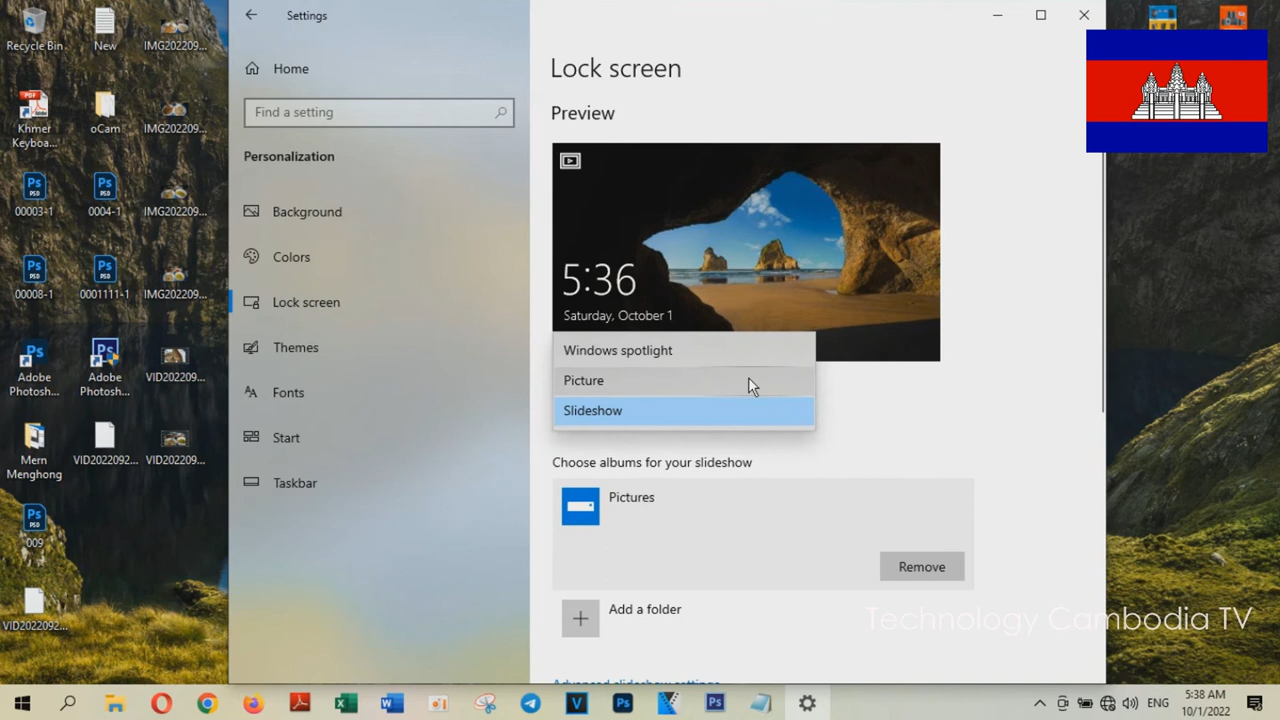 Recycle Bin
New
IMG202209...
Khmer
Keyboa...
oCam
IMG202209...
00003-1
0004-1
IMG202209...
00008-1
0001111-1
IMG202209...
Adobe
Photosh...
Adobe
Photosh...
VID202209...
Mern
Menghong
VID2022092...
VID202209...
009
VID2022092...
Settings
Home
Find a setting
Personalization
Background
Colors
Lock screen
Themes
Fonts
Start
Taskbar
Lock screen
Preview
5:36
Saturday, October 1
Windows spotlight
Picture
Slideshow
Choose albums for your slideshow
Pictures
Remove
Add a folder
Advanced slideshow settings
Technology Cambodia TV
ENG
5:38 AM
10/1/2022